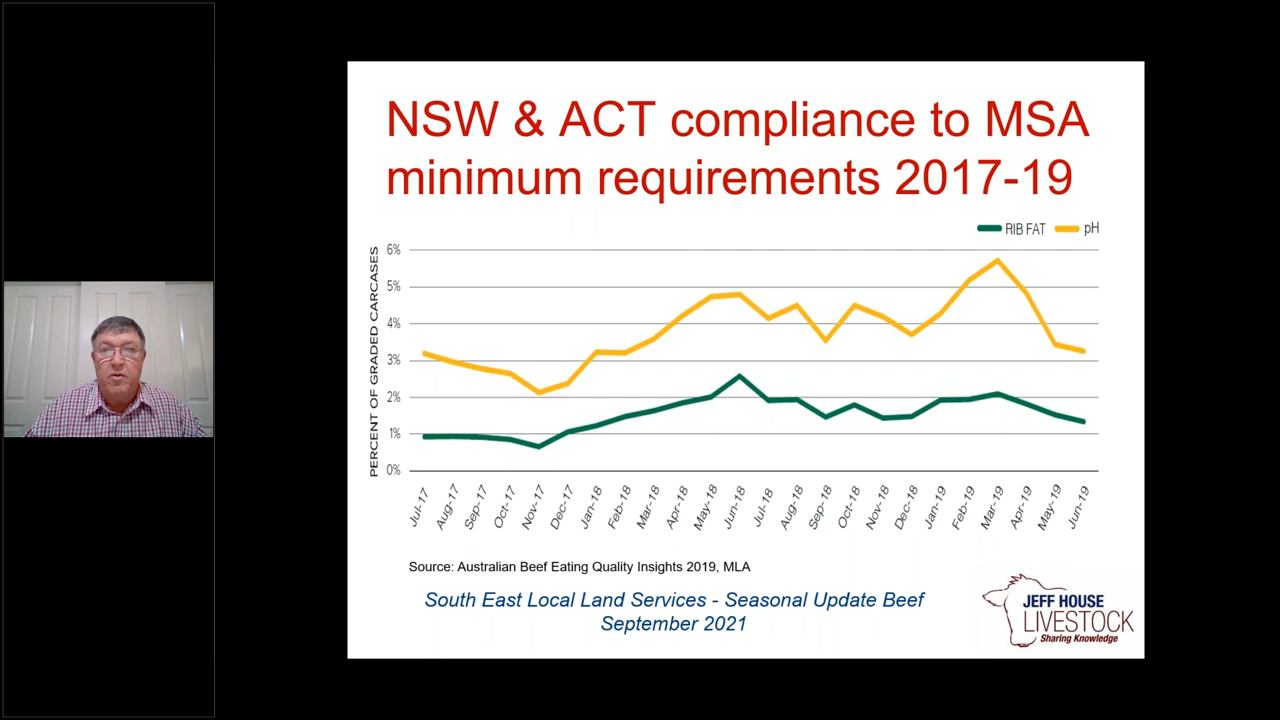 NSW & ACT compliance to MSA
minimum requirements 2017-19
RIB FAT
pH
PERCENT OF GRADED CARCASES
6%
5%
4%
3%
2%
1%
0%
Jul-17
Aug-17
Sep-17
Oct-17
Nov-17
Dec-17
Jan-18
Feb-18
Mar-18
Apr-18
May-18
Jun-18
Jul-18
Aug-18
Sep-18
Oct-18
Nov-18
Dec-18
Jan-19
Feb-19
Mar-19
Apr-19
May-19
Jun-19
Source: Australian Beef Eating Quality Insights 2019, MLA
South East Local Land Services - Seasonal Update Beef
September 2021
JEFF HOUSE
LIVESTOCK
Sharing Knowledge